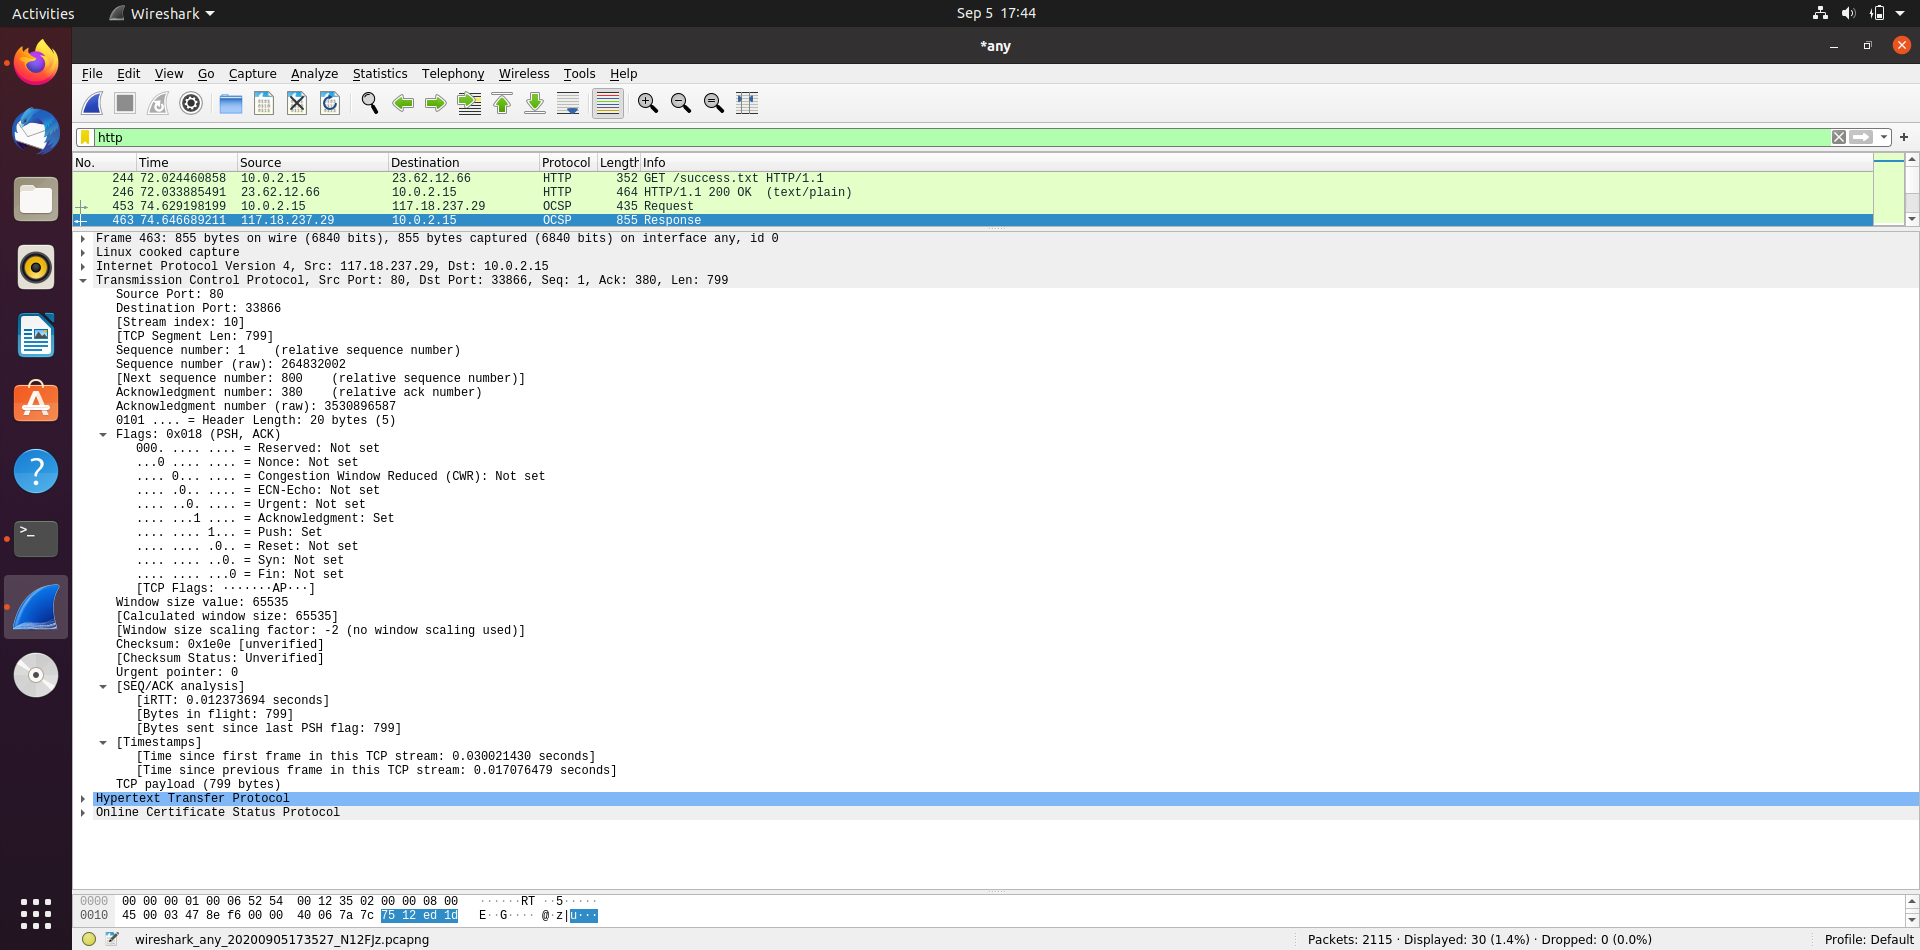 Activities Wireshark Sep 5 17:44
*any
File Edit View Go Capture Analyze Statistics Telephony Wireless Tools Help
http
No. Time Source Destination Protocol Length Info
244 72.024460858 10.0.2.15 23.62.12.66 HTTP 352 GET /success.txt HTTP/1.1
246 72.033885491 23.62.12.66 10.0.2.15 HTTP 464 HTTP/1.1 200 OK (text/plain)
453 74.629198199 10.0.2.15 117.18.237.29 OCSP 435 Request
463 74.646689211 117.18.237.29 10.0.2.15 OCSP 855 Response
Frame 463: 855 bytes on wire (6840 bits), 855 bytes captured (6840 bits) on interface any, id 0
Linux cooked capture
Internet Protocol Version 4, Src: 117.18.237.29, Dst: 10.0.2.15
Transmission Control Protocol, Src Port: 80, Dst Port: 33866, Seq: 1, Ack: 380, Len: 799
Source Port: 80
Destination Port: 33866
[Stream index: 10]
[TCP Segment Len: 799]
Sequence number: 1 (relative sequence number)
Sequence number (raw): 264832002
[Next sequence number: 800 (relative sequence number)]
Acknowledgment number: 380 (relative ack number)
Acknowledgment number (raw): 3530896587
0101 .... = Header Length: 20 bytes (5)
Flags: 0x018 (PSH, ACK)
000. .... .... = Reserved: Not set
...0 .... .... = Nonce: Not set
.... 0... .... = Congestion Window Reduced (CWR): Not set
.... .0.. .... = ECN-Echo: Not set
.... ..0. .... = Urgent: Not set
.... ...1 .... = Acknowledgment: Set
.... .... 1... = Push: Set
.... .... .0.. = Reset: Not set
.... .... ..0. = Syn: Not set
.... .... ...0 = Fin: Not set
[TCP Flags: ·······AP···]
Window size value: 65535
[Calculated window size: 65535]
[Window size scaling factor: -2 (no window scaling used)]
Checksum: 0x1e0e [unverified]
[Checksum Status: Unverified]
Urgent pointer: 0
[SEQ/ACK analysis]
[iRTT: 0.012373694 seconds]
[Bytes in flight: 799]
[Bytes sent since last PSH flag: 799]
[Timestamps]
[Time since first frame in this TCP stream: 0.030021430 seconds]
[Time since previous frame in this TCP stream: 0.017076479 seconds]
TCP payload (799 bytes)
Hypertext Transfer Protocol
Online Certificate Status Protocol
0000 00 00 00 01 00 06 52 54 00 12 35 02 00 00 08 00 ······RT ··5·····
0010 45 00 03 47 8e f6 00 00 40 06 7a 7c 75 12 ed 1d E··G···· @·z|u···
wireshark_any_20200905173527_N12FJz.pcapng Packets: 2115 · Displayed: 30 (1.4%) · Dropped: 0 (0.0%) Profile: Default